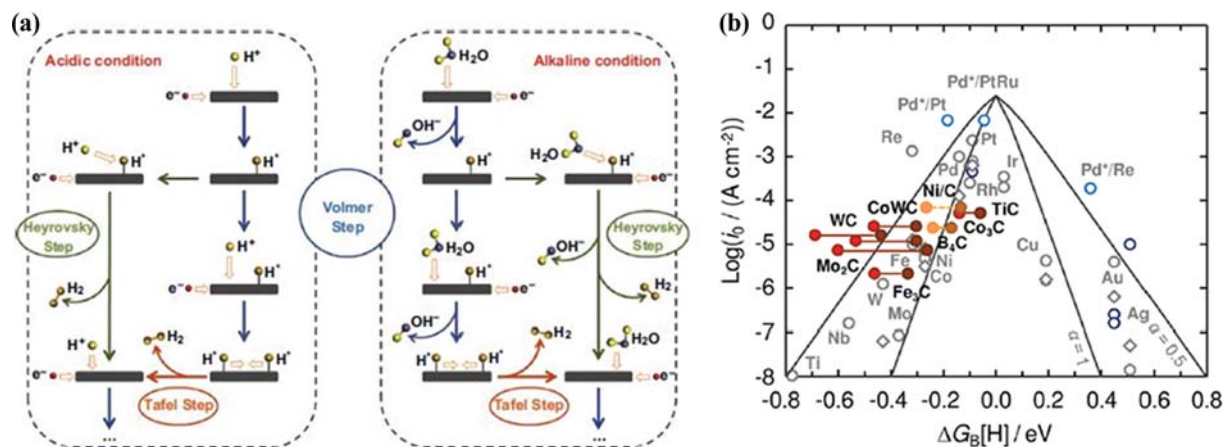 (a)
Acidic condition
H⁺
e⁻
H⁺
H*
e⁻
H*
Heyrovsky Step
H⁺
H*
e⁻
H₂
H⁺
H₂
H*
H*
e⁻
Tafel Step
...
Volmer Step
H₂O
Alkaline condition
e⁻
OH⁻
H₂O
H*
H*
e⁻
Heyrovsky Step
H₂O
OH⁻
H*
e⁻
OH⁻
H₂
H₂
H₂O
H*
H*
e⁻
Tafel Step
...
(b)
0
-1
-2
-3
-4
-5
-6
-7
-8
Log(i₀ / (A cm⁻²))
Pd*/PtRu
Pd*/Pt
Re
Pt
Pd
Ir
Pd*/Re
Rh
Ni/C
CoWC
TiC
WC
Co₃C
B₄C
Fe
Ni
Cu
Mo₂C
Co
Au
W
Fe₃C
Mo
Ag
Nb
Ti
α = 1
α = 0.5
-0.8 -0.6 -0.4 -0.2 0.0 0.2 0.4 0.6 0.8
ΔG_B[H] / eV